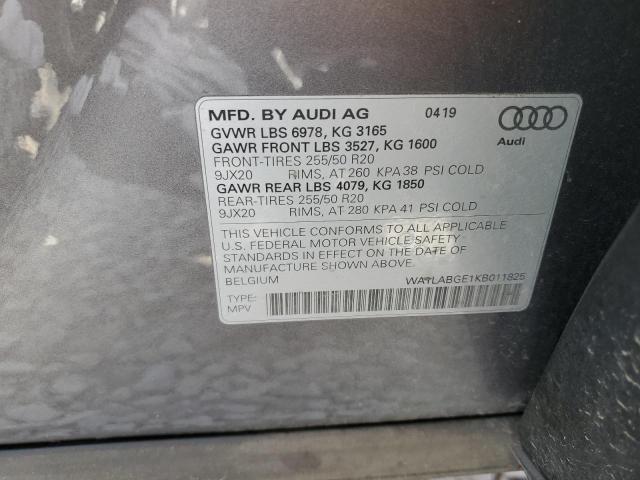 MFD. BY AUDI AG 0419
GVWR LBS 6978, KG 3165
GAWR FRONT LBS 3527, KG 1600
FRONT-TIRES 255/50 R20
9JX20 RIMS, AT 260 KPA 38 PSI COLD
GAWR REAR LBS 4079, KG 1850
REAR-TIRES 255/50 R20
9JX20 RIMS, AT 280 KPA 41 PSI COLD
Audi
THIS VEHICLE CONFORMS TO ALL APPLICABLE
U.S. FEDERAL MOTOR VEHICLE SAFETY
STANDARDS IN EFFECT ON THE DATE OF
MANUFACTURE SHOWN ABOVE.
BELGIUM WA1LABGE1KB011825
TYPE:
MPV